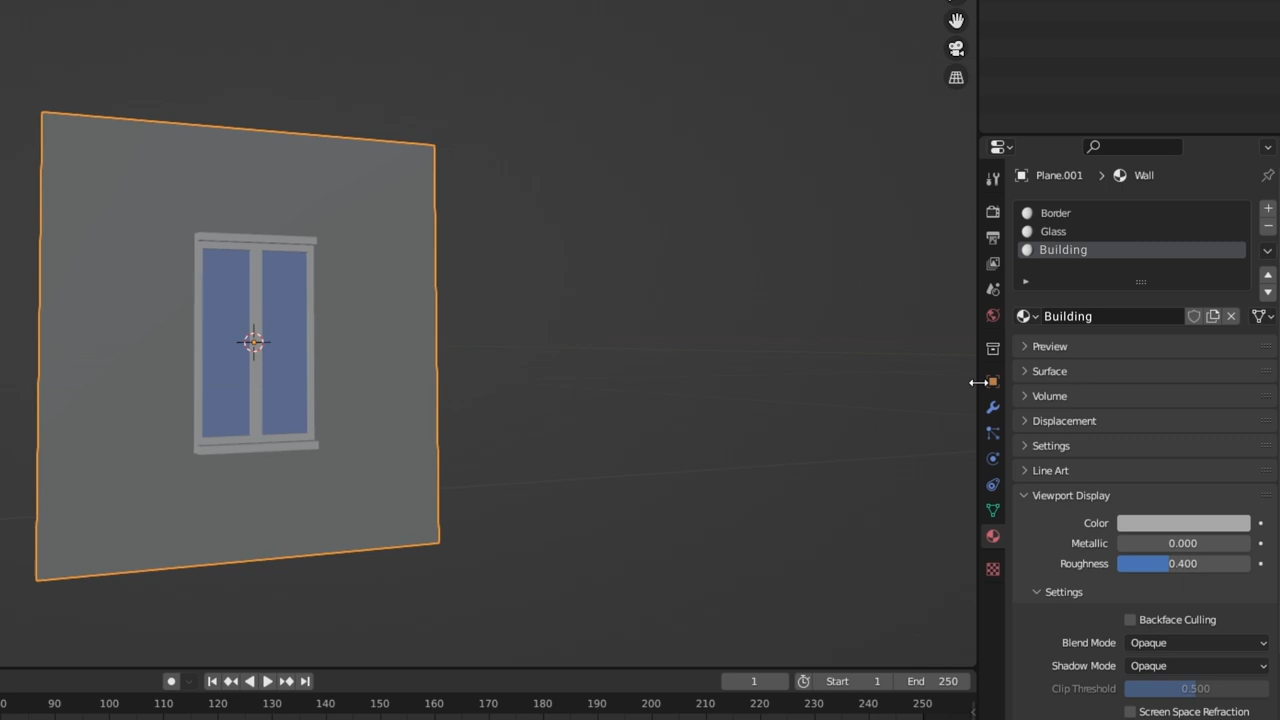 Plane.001 Wall
Border
Glass
Building
Building
Preview
Surface
Volume
Displacement
Settings
Line Art
Viewport Display
Color
Metallic 0.000
Roughness 0.400
Settings
Backface Culling
Blend Mode Opaque
Shadow Mode Opaque
Clip Threshold 0.500
Screen Space Refraction
1 Start 1 End 250
90 100 110 120 130 140 150 160 170 180 190 200 210 220 230 240 250